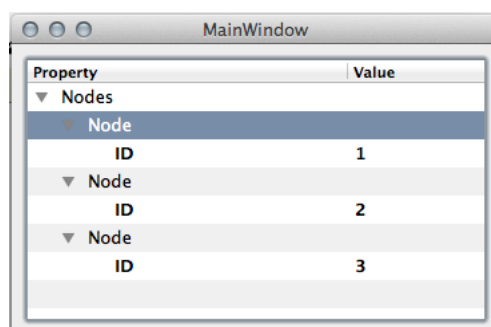 MainWindow
Property Value
Nodes
Node
ID 1
Node
ID 2
Node
ID 3